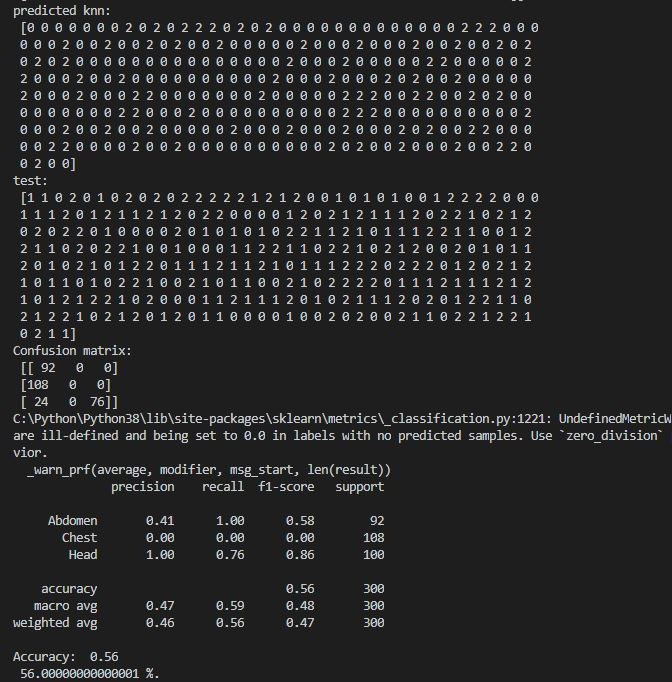 predicted knn:
[0 0 0 0 0 0 0 2 0 2 0 2 2 2 0 2 0 2 0 0 0 0 0 0 0 0 0 0 0 0 0 2 2 2 0 0 0
0 0 0 2 0 0 2 0 0 2 0 2 0 0 2 0 0 0 0 0 2 0 0 0 2 0 0 0 2 0 0 2 0 0 2 0 0 2 0 2
0 2 0 2 0 0 0 0 0 0 0 0 0 0 0 0 0 0 0 2 0 0 0 2 0 0 0 2 2 0 0 0 0 0 0 0 2
2 0 0 0 2 0 2 0 0 0 0 0 0 0 0 0 0 0 0 2 0 0 0 2 0 2 0 0 2 0 0 2 0 0 0 0 0
2 0 0 0 2 0 0 2 2 0 0 0 0 0 0 0 2 0 0 0 0 0 2 2 2 0 0 2 2 0 0 2 0 2 0 0
0 0 0 0 0 0 0 2 2 0 0 0 2 0 0 0 0 0 0 2 0 0 0 2 2 2 2 0 0 0 0 0 0 0 0 0 2
0 0 0 2 0 2 2 0 0 2 0 0 0 0 0 0 0 0 2 0 0 0 0 0 0 0 2 0 0 2 0 2 2 0 0 0
0 0 2 2 0 0 0 0 2 0 0 2 0 0 0 0 0 0 0 0 0 2 0 2 0 0 2 0 0 0 2 0 0 2 2 0
0 2 0 0]
test:
[1 1 0 2 0 1 0 2 0 2 0 2 2 2 2 2 1 2 1 2 0 0 1 0 1 0 1 0 0 1 2 2 2 2 0 0 0
1 1 1 2 0 1 2 1 1 2 1 2 0 2 2 0 0 0 0 1 2 0 2 1 2 1 1 1 2 0 2 2 1 0 2 1 2
0 2 0 2 2 0 1 0 0 0 0 2 0 1 0 1 0 1 0 2 2 0 1 2 2 1 1 2 2 2 2 1 1 0 0 1 2
2 1 1 0 2 0 2 2 1 0 0 1 0 0 0 1 1 2 2 1 1 0 2 2 1 0 2 1 2 0 0 2 0 1 0 1 1
2 0 1 0 2 1 0 1 2 2 0 1 1 1 2 1 1 2 1 0 1 1 1 2 2 2 0 2 2 2 0 1 2 0 2 1 2
1 0 1 1 0 1 0 2 2 1 0 0 2 0 0 1 0 1 0 2 1 0 2 2 2 2 0 1 1 1 2 1 1 1 2 1 2
1 0 1 2 1 2 2 1 0 2 0 0 0 1 1 2 1 1 1 2 0 1 0 2 1 1 1 2 0 2 0 1 2 2 1 1 0
2 1 2 2 1 0 2 1 2 0 1 2 0 1 1 0 0 0 0 1 0 0 2 0 2 0 0 2 1 1 0 2 2 1 2 2 1
0 2 1 1]
Confusion matrix:
[[ 92 0 0]
[108 0 0]
[ 24 0 76]]
C:\Python\Python38\lib\site-packages\sklearn\metrics\_classification.py:1221: UndefinedMetricW
are ill-defined and being set to 0.0 in labels with no predicted samples. Use `zero_division`
vior.
_warn_prf(average, modifier, msg_start, len(result))
precision recall f1-score support
Abdomen 0.41 1.00 0.58 92
Chest 0.00 0.00 0.00 108
Head 1.00 0.76 0.86 100
accuracy 0.56 300
macro avg 0.47 0.59 0.48 300
weighted avg 0.46 0.56 0.47 300
Accuracy: 0.56
56.00000000000001 %.